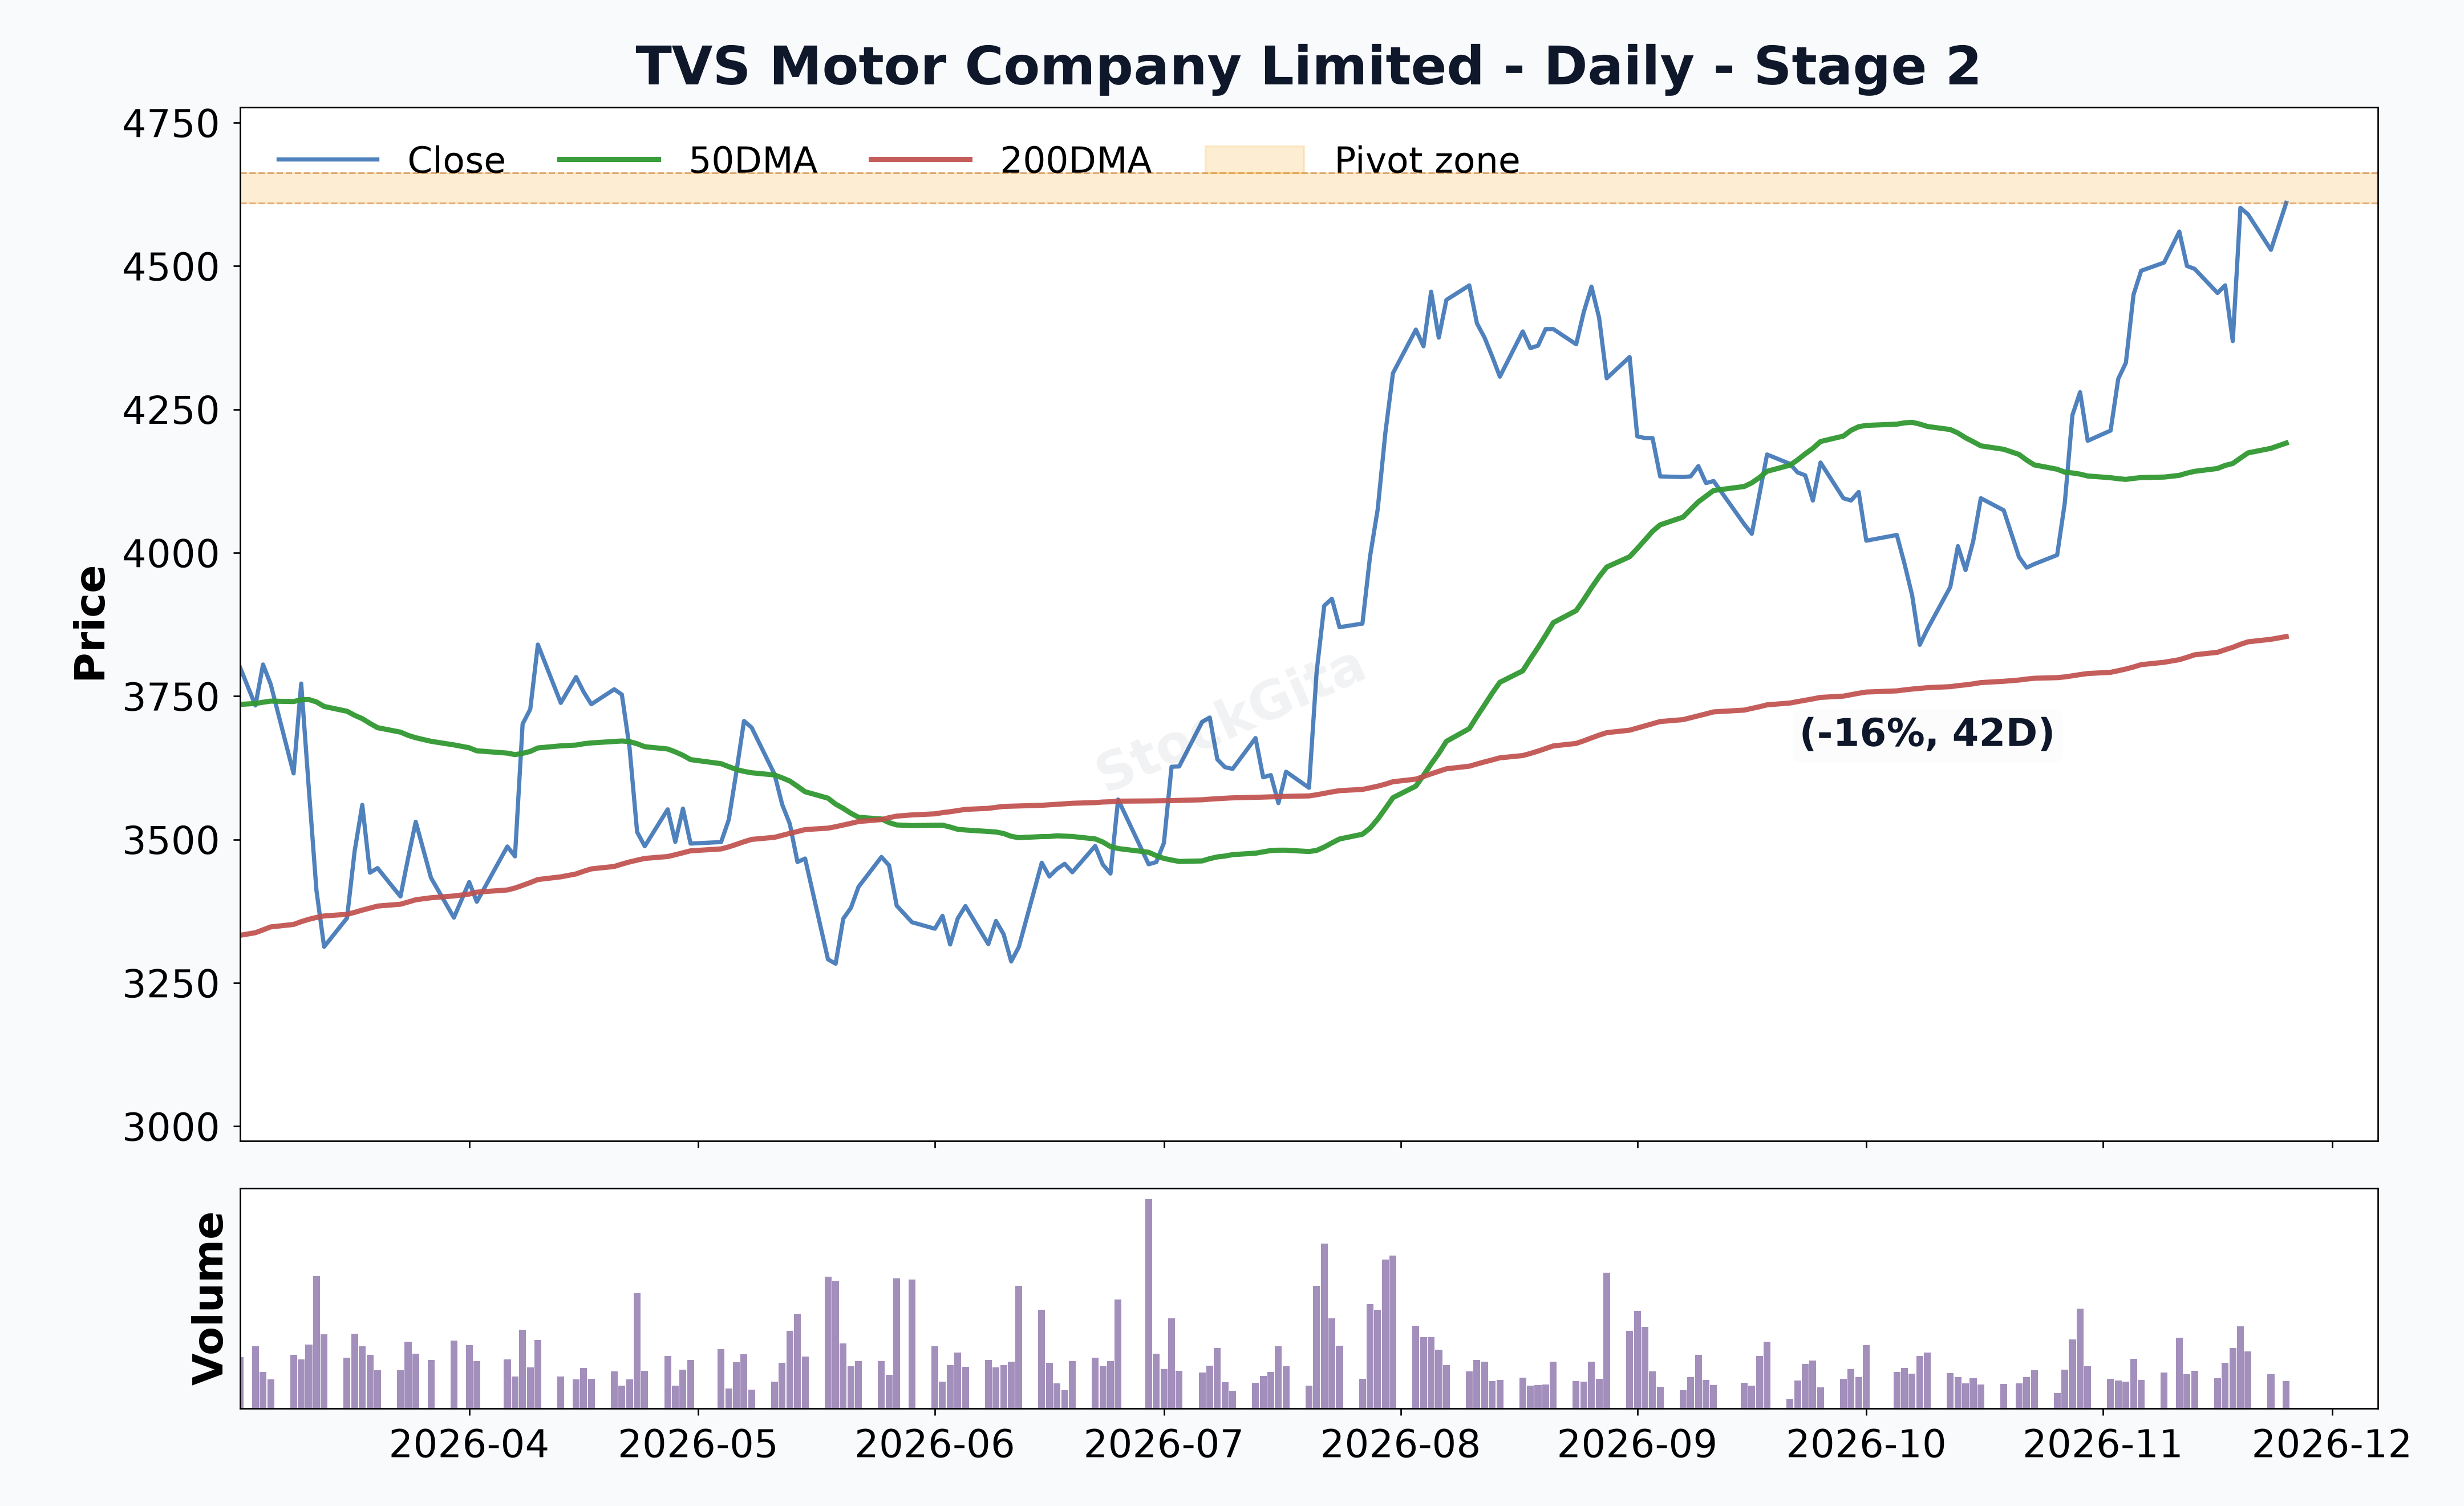 TVS Motor Company Limited - Daily - Stage 2
4750
Close 50DMA 200DMA Pivot zone
4500
4250
4000
Price
3750
StockGita
(-16%, 42D)
3500
3250
3000
Volume
2026-04 2026-05 2026-06 2026-07 2026-08 2026-09 2026-10 2026-11 2026-12